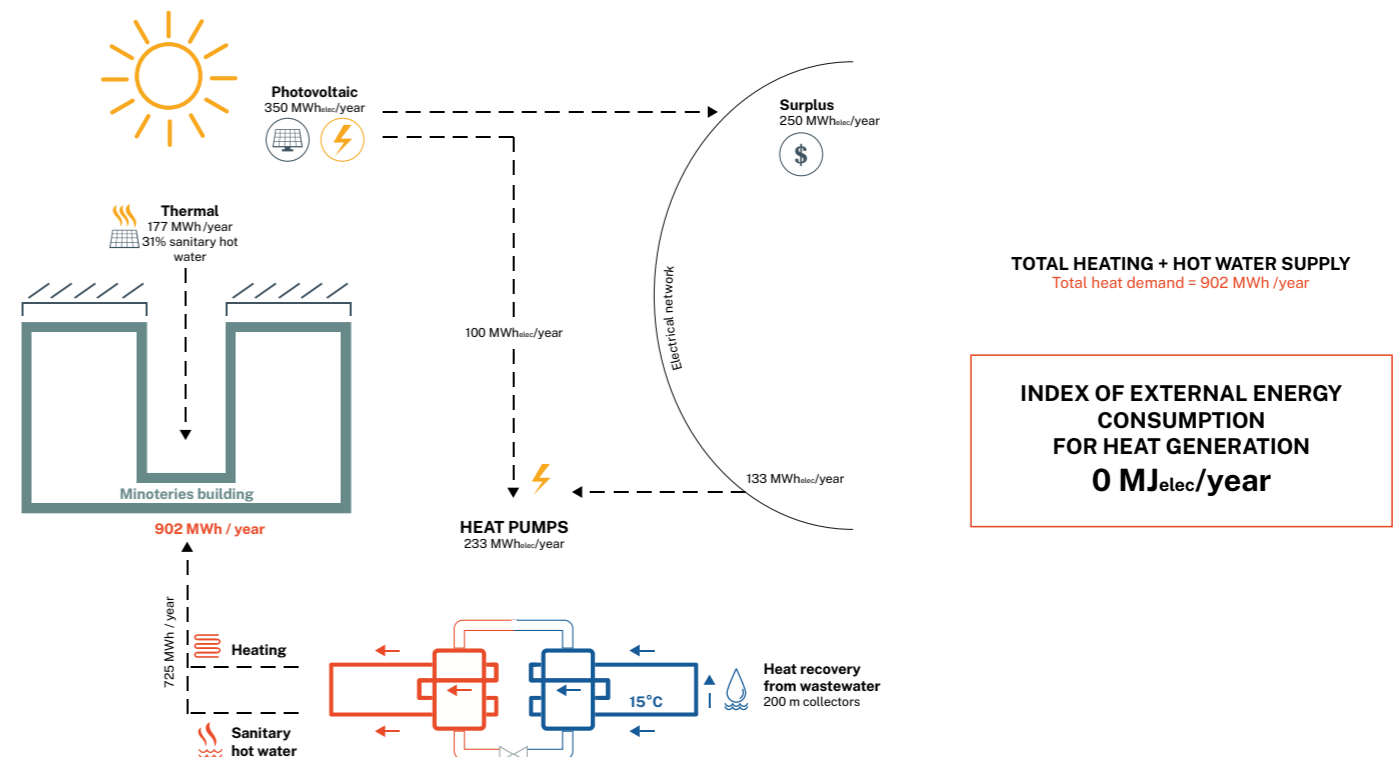 Photovoltaic
350 MWhelec/year
Surplus
250 MWhelec/year
$
Thermal
177 MWh/year
31% sanitary hot
water
Electrical network
100 MWhelec/year
TOTAL HEATING + HOT WATER SUPPLY
Total heat demand = 902 MWh /year
INDEX OF EXTERNAL ENERGY
CONSUMPTION
FOR HEAT GENERATION
0 MJelec/year
Minoteries building
902 MWh / year
133 MWhelec/year
HEAT PUMPS
233 MWhelec/year
725 MWh / year
Heating
Sanitary
hot water
15°C
Heat recovery
from wastewater
200 m collectors